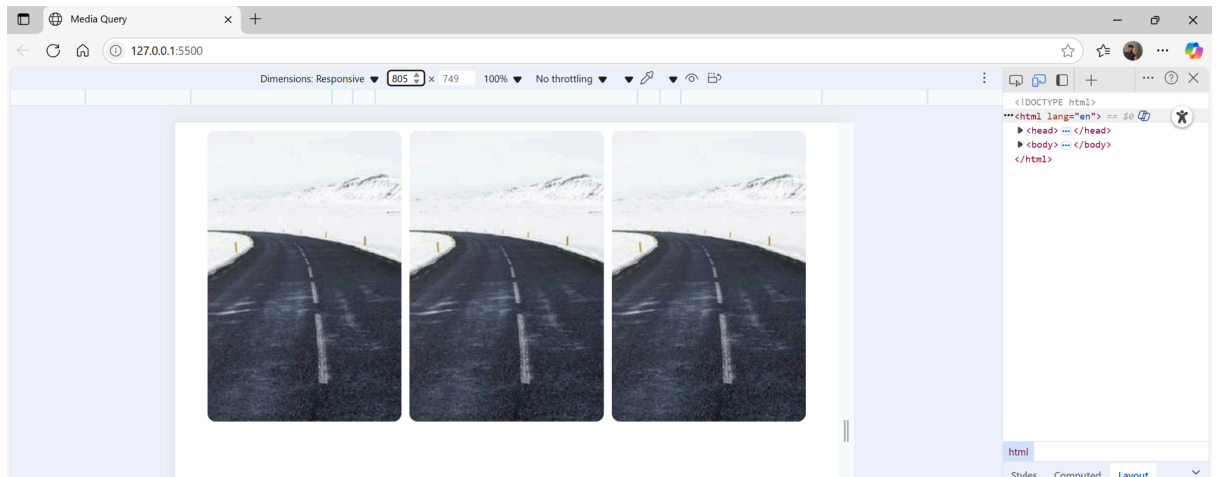 Media Query
127.0.0.1:5500
Dimensions: Responsive ▼ 805 × 749 100% ▼ No throttling ▼
<!DOCTYPE html>
•••<html lang="en"> == $0
▶ <head> ••• </head>
▶ <body> ••• </body>
</html>
html
Styles Computed Layout